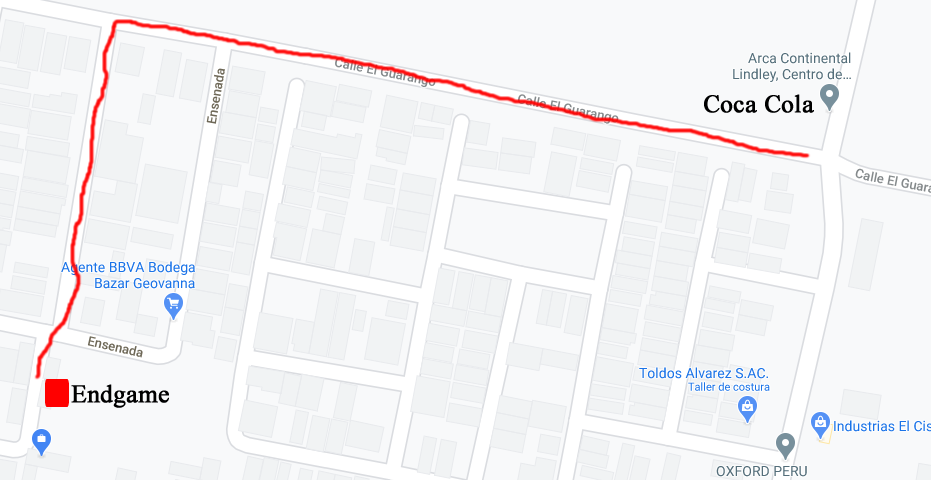 Arca Continental
Lindley, Centro de...
Coca Cola
Calle El Guarango
Calle El Guarango
Calle El Guara
Ensenada
Agente BBVA Bodega
Bazar Geovanna
Ensenada
Endgame
Toldos Alvarez S.AC.
Taller de costura
Industrias El Cis
OXFORD PERU